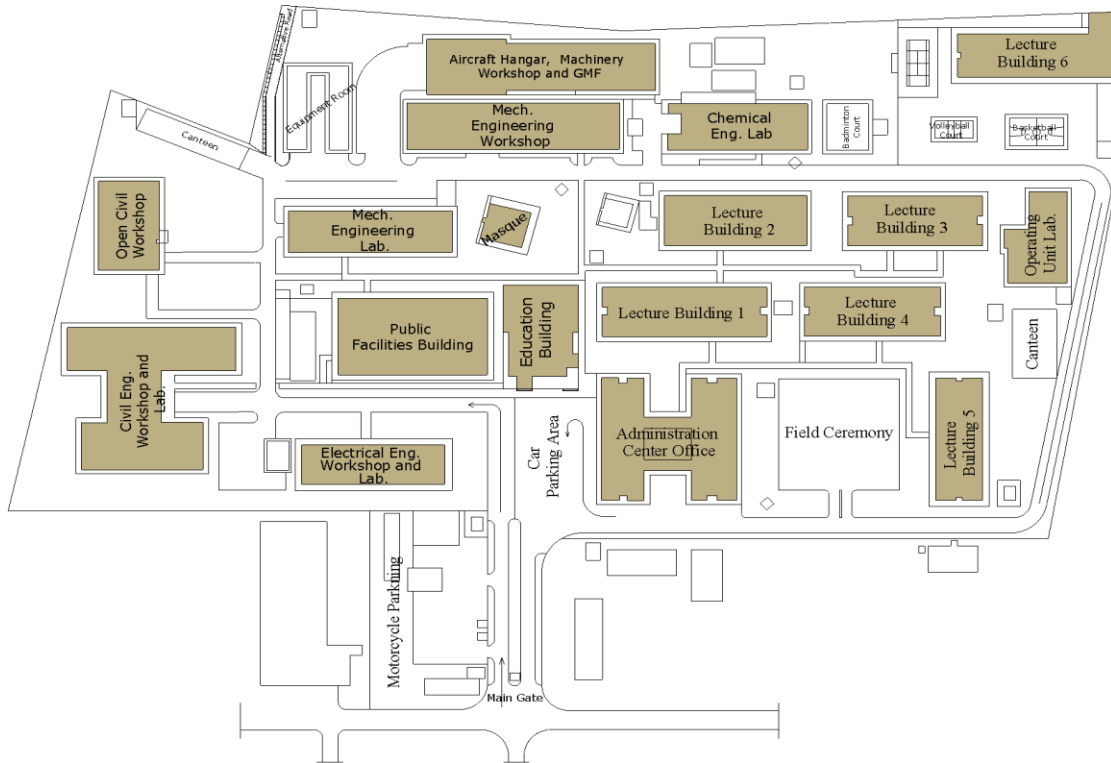 Alternative Road
Aircraft Hangar, Machinery
Workshop and GMF
Lecture
Building 6
Equipment Room
Canteen
Mech.
Engineering
Workshop
Chemical
Eng. Lab
Badminton
Court
Volleyball
Court
Basketball
Court
Open Civil
Workshop
Mech.
Engineering
Lab.
Masque
Lecture
Building 2
Lecture
Building 3
Operating
Unit Lab.
Public
Facilities Building
Education
Building
Lecture Building 1
Lecture
Building 4
Canteen
Civil Eng.
Workshop and
Lab.
Electrical Eng.
Workshop and
Lab.
Car
Parking Area
Administration
Center Office
Field Ceremony
Lecture
Building 5
Motorcycle Parkning
Main Gate